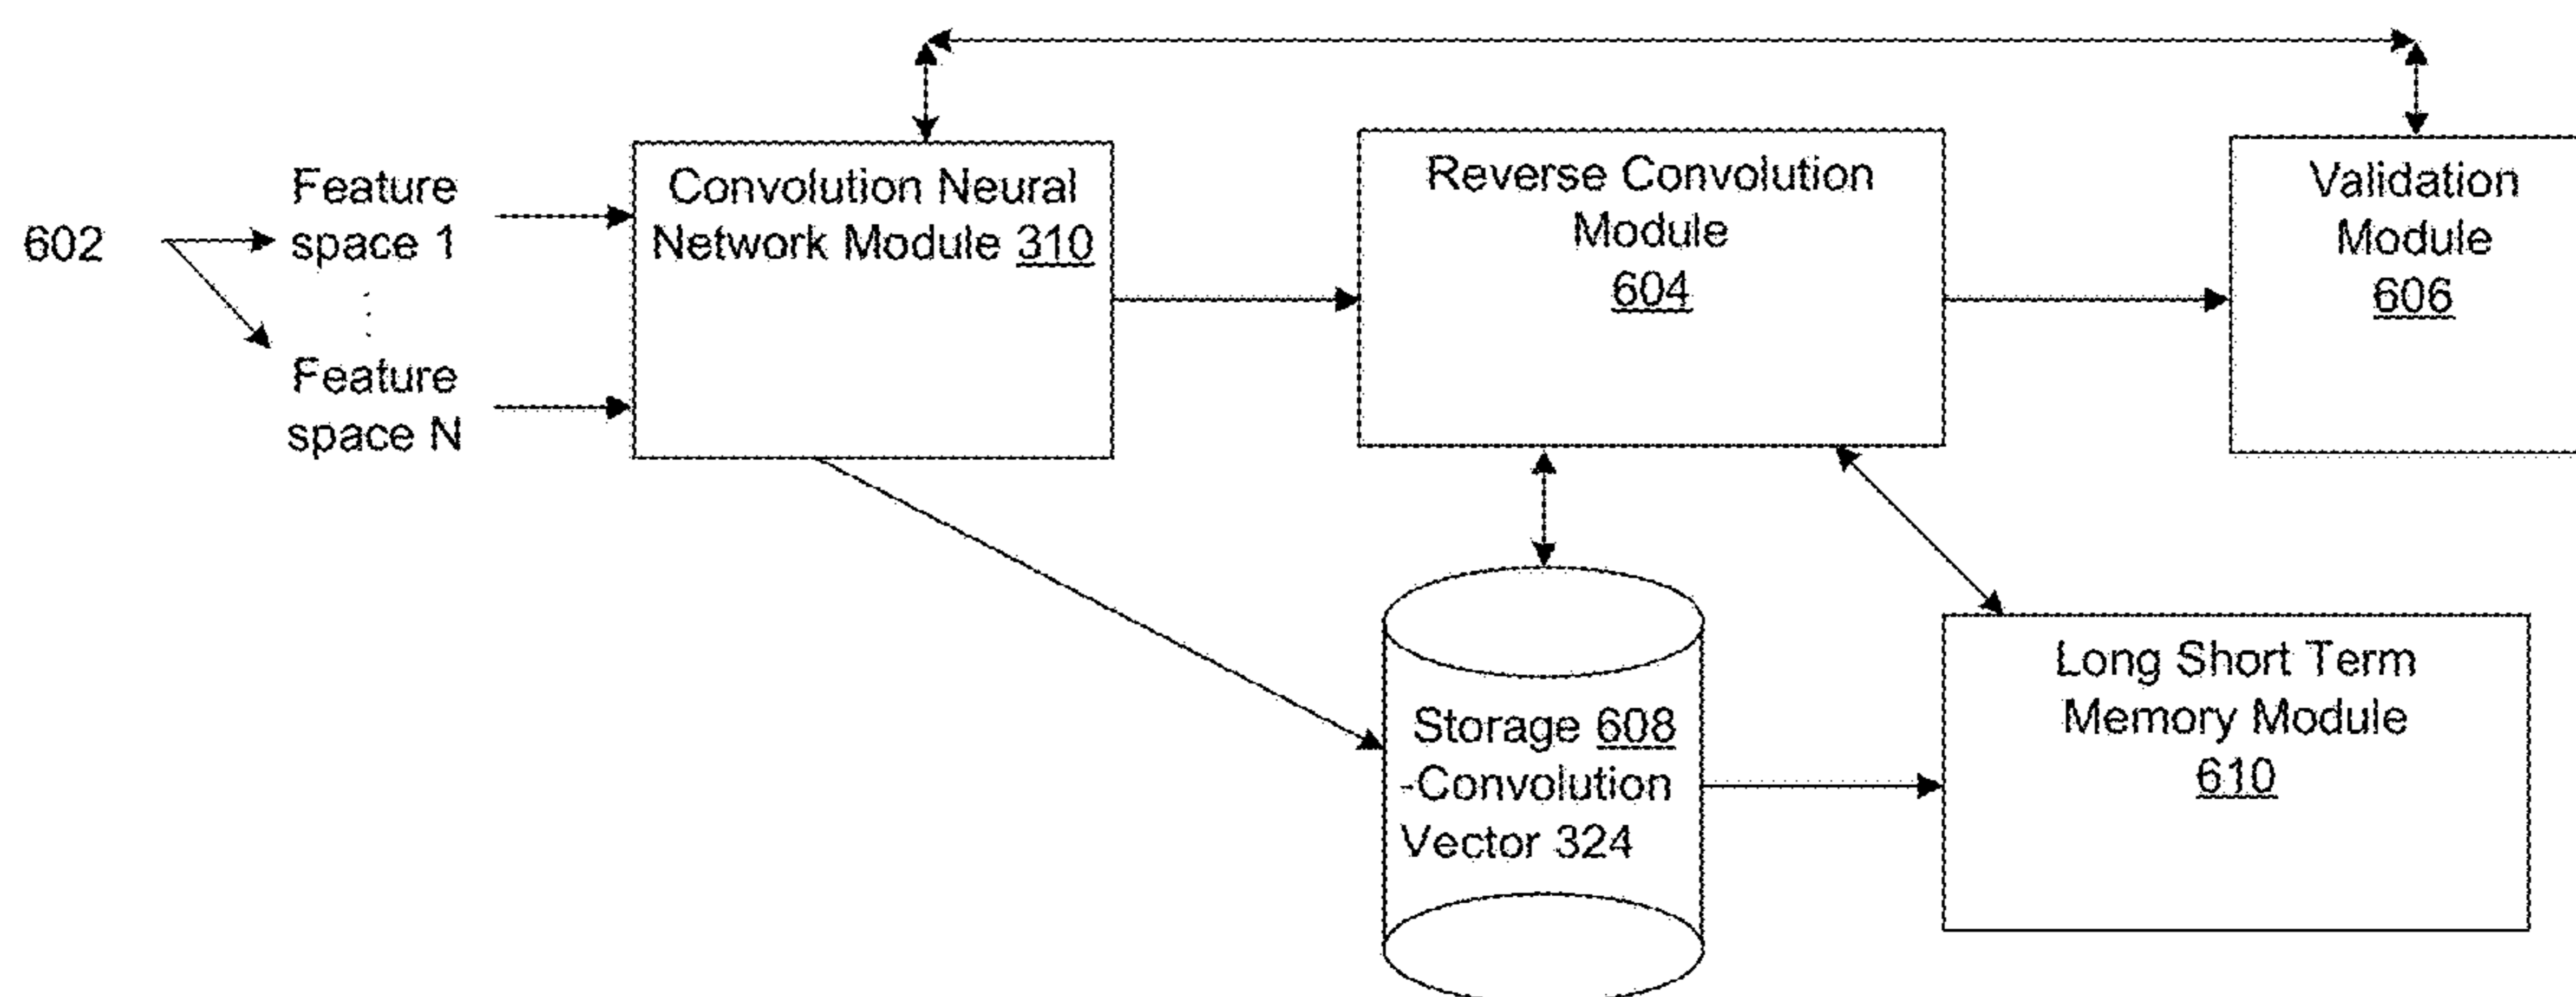 602
Feature
space 1
Feature
space N
Convolution Neural
Network Module 310
Reverse Convolution
Module
604
Validation
Module
606
Storage 608
-Convolution
Vector 324
Long Short Term
Memory Module
610